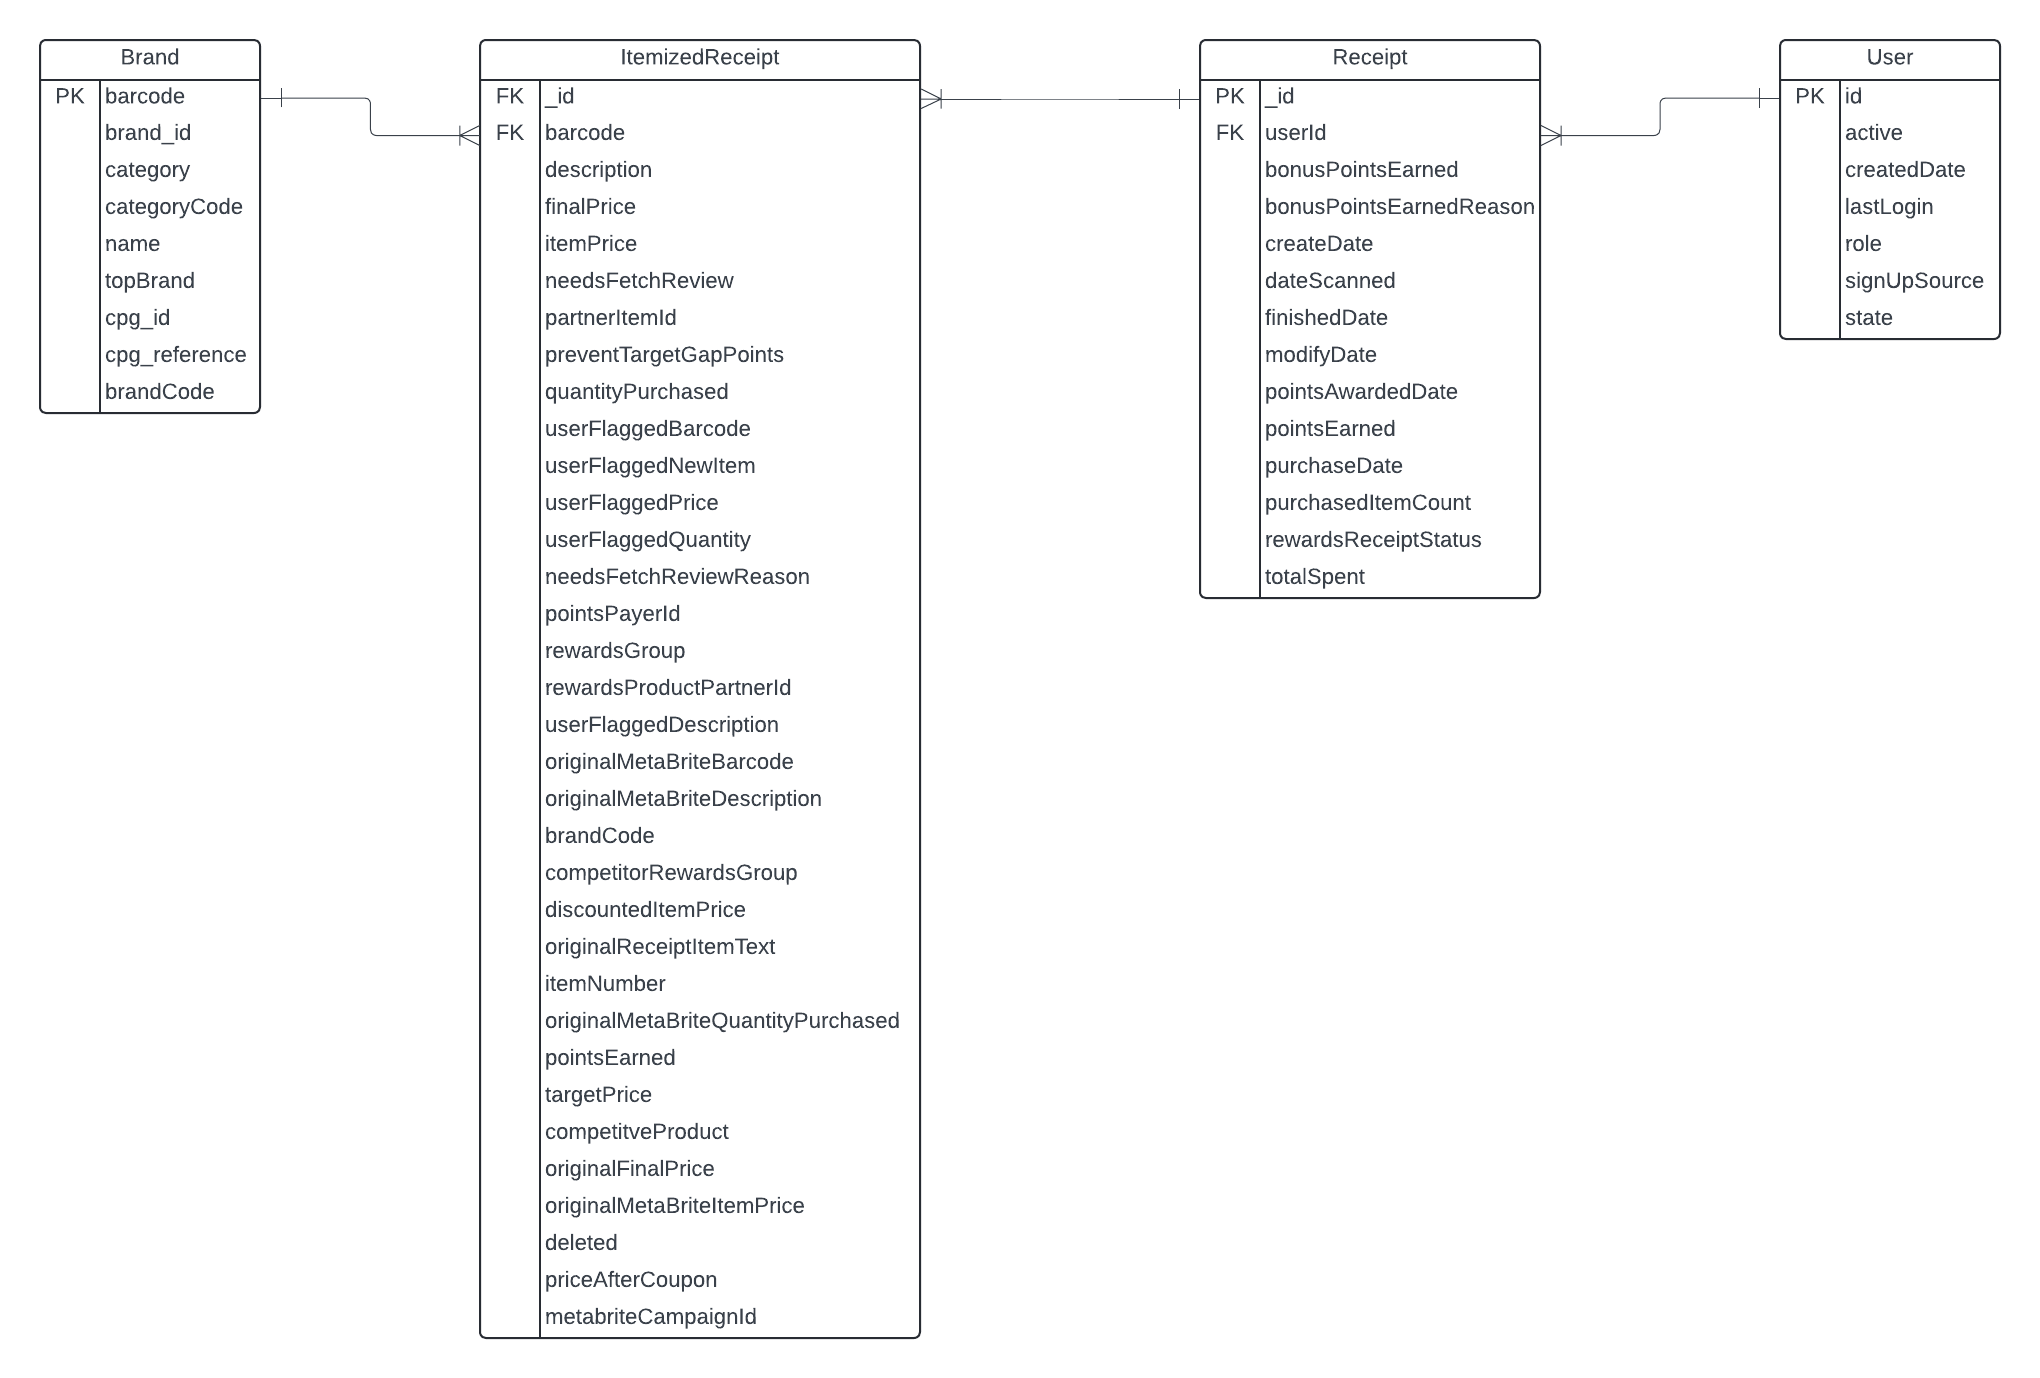 Brand
PK barcode
brand_id
category
categoryCode
name
topBrand
cpg_id
cpg_reference
brandCode
ItemizedReceipt
FK _id
FK barcode
description
finalPrice
itemPrice
needsFetchReview
partnerItemId
preventTargetGapPoints
quantityPurchased
userFlaggedBarcode
userFlaggedNewItem
userFlaggedPrice
userFlaggedQuantity
needsFetchReviewReason
pointsPayerId
rewardsGroup
rewardsProductPartnerId
userFlaggedDescription
originalMetaBriteBarcode
originalMetaBriteDescription
brandCode
competitorRewardsGroup
discountedItemPrice
originalReceiptItemText
itemNumber
originalMetaBriteQuantityPurchased
pointsEarned
targetPrice
competitveProduct
originalFinalPrice
originalMetaBriteItemPrice
deleted
priceAfterCoupon
metabriteCampaignId
Receipt
PK _id
FK userId
bonusPointsEarned
bonusPointsEarnedReason
createDate
dateScanned
finishedDate
modifyDate
pointsAwardedDate
pointsEarned
purchaseDate
purchasedItemCount
rewardsReceiptStatus
totalSpent
User
PK id
active
createdDate
lastLogin
role
signUpSource
state